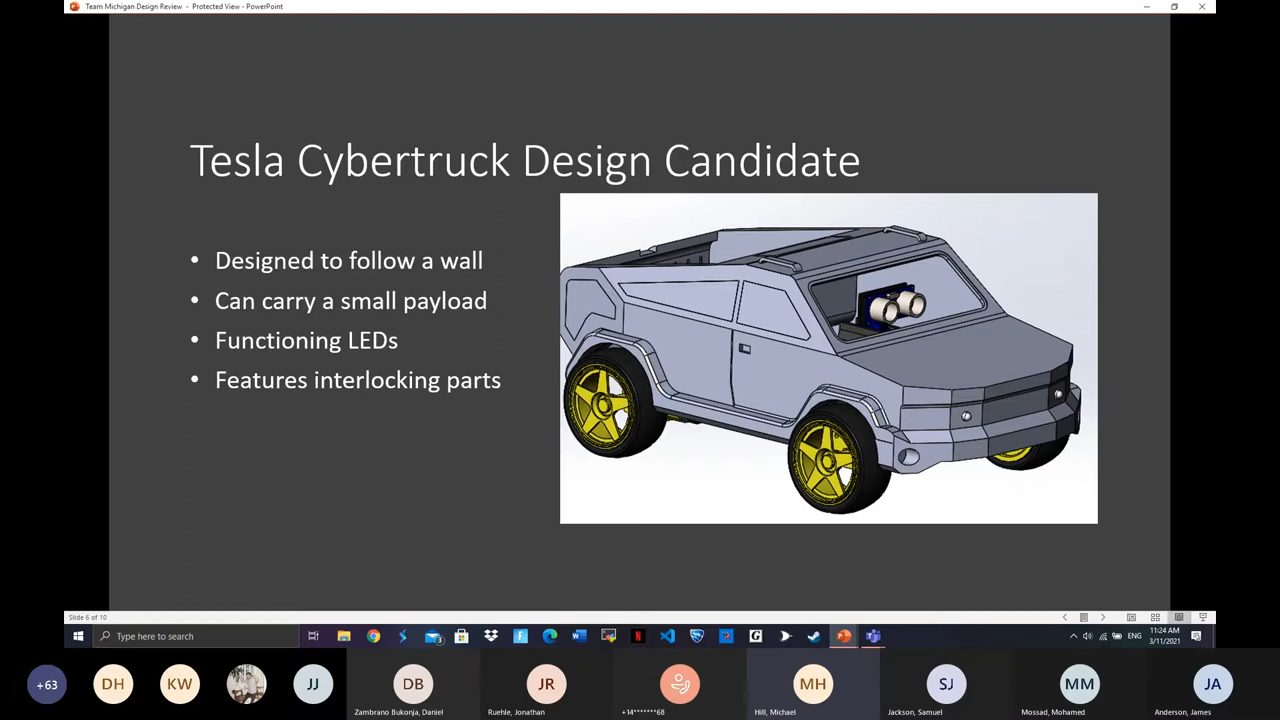 Team Michigan Design Review - Protected View - PowerPoint
Tesla Cybertruck Design Candidate
• Designed to follow a wall
• Can carry a small payload
• Functioning LEDs
• Features interlocking parts
Slide 6 of 10
Type here to search
3
ENG
11:24 AM
3/11/2021
+63
DH
KW
JJ
DB
JR
MH
SJ
MM
JA
Zambrano Bukonja, Daniel
Ruehle, Jonathan
+14*******68
Hill, Michael
Jackson, Samuel
Mossad, Mohamed
Anderson, James